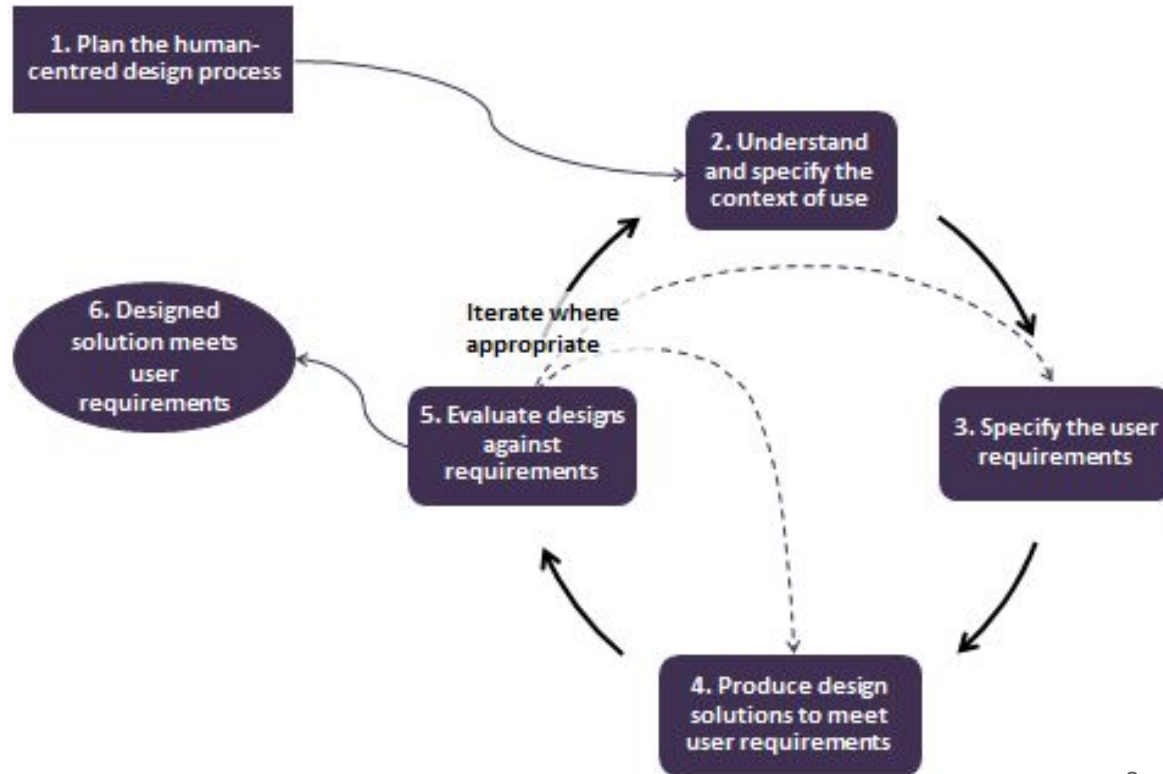 1. Plan the human-
centred design process
2. Understand
and specify the
context of use
Iterate where
appropriate
6. Designed
solution meets
user
requirements
5. Evaluate designs
against
requirements
3. Specify the user
requirements
4. Produce design
solutions to meet
user requirements